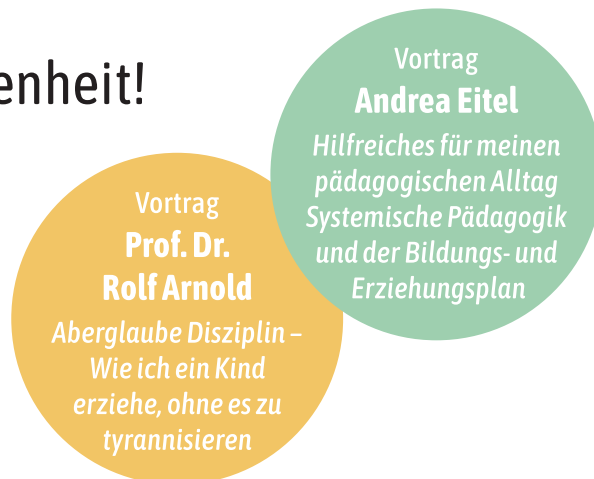 enheit!
Vortrag
Andrea Eitel
Hilfreiches für meinen
pädagogischen Alltag
Systemische Pädagogik
und der Bildungs- und
Erziehungsplan
Vortrag
Prof. Dr.
Rolf Arnold
Aberglaube Disziplin –
Wie ich ein Kind
erziehe, ohne es zu
tyrannisieren